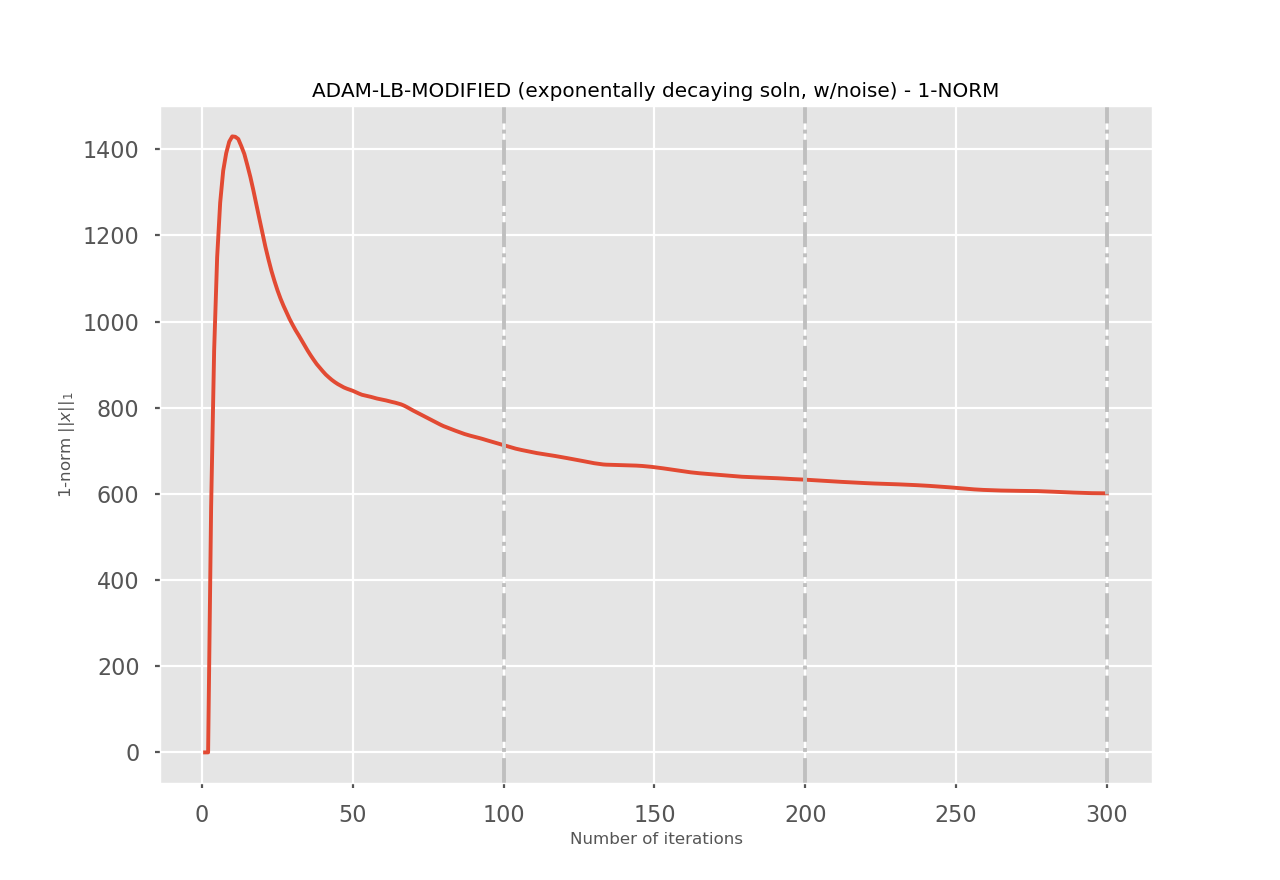 ADAM-LB-MODIFIED (exponentially decaying soln, w/noise) - 1-NORM
1400
1200
1000
800
600
400
200
0
1-norm ||x||₁
0 50 100 150 200 250 300
Number of iterations